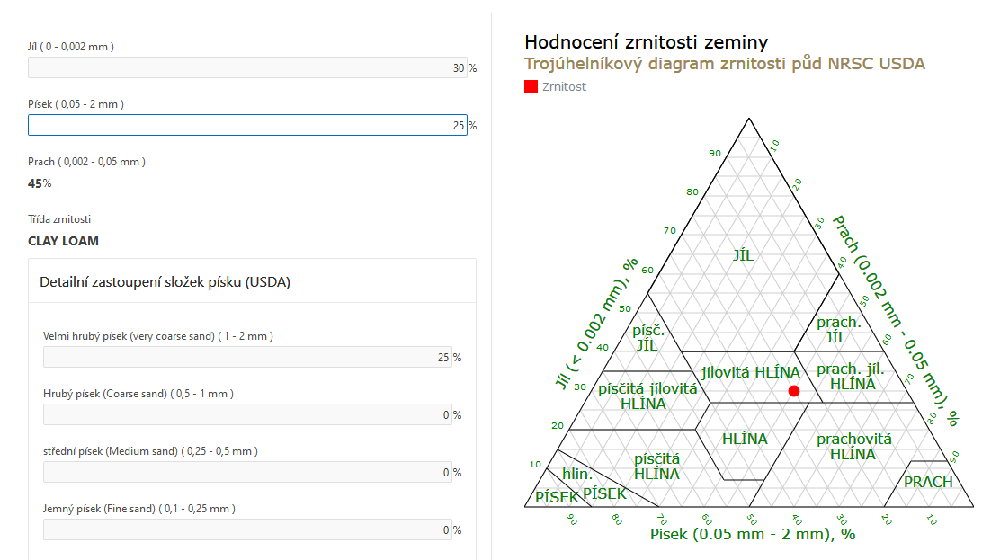 Jíl ( 0 - 0,002 mm )
30 %
Písek ( 0,05 - 2 mm )
25 %
Prach ( 0,002 - 0,05 mm )
45%
Třída zrnitosti
CLAY LOAM
Detailní zastoupení složek písku (USDA)
Velmi hrubý písek (very coarse sand) ( 1 - 2 mm )
25 %
Hrubý písek (Coarse sand) ( 0,5 - 1 mm )
0 %
střední písek (Medium sand) ( 0,25 - 0,5 mm )
0 %
Jemný písek (Fine sand) ( 0,1 - 0,25 mm )
0 %
Hodnocení zrnitosti zeminy
Trojúhelníkový diagram zrnitosti půd NRSC USDA
Zrnitost
90
80
70
60
50
40
30
20
10
Jíl (< 0.002 mm), %
10
20
30
40
50
60
70
80
90
Prach (0.002 mm - 0.05 mm), %
JÍL
písč.
JÍL
prach.
JÍL
jílovitá HLÍNA
prach. jíl.
HLÍNA
písčitá jílovitá
HLÍNA
HLÍNA
prachovitá
HLÍNA
písčitá
HLÍNA
hlin.
PÍSEK
PÍSEK
PRACH
90
80
70
60
50
40
30
20
10
Písek (0.05 mm - 2 mm), %